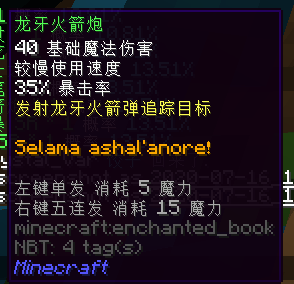 龙牙火箭炮
40 基础魔法伤害
较慢使用速度
35% 暴击率
发射龙牙火箭弹追踪目标
Selama ashal'anore!
左键单发 消耗 5 魔力
右键五连发 消耗 15 魔力
minecraft:enchanted_book
NBT: 4 tag(s)
Minecraft